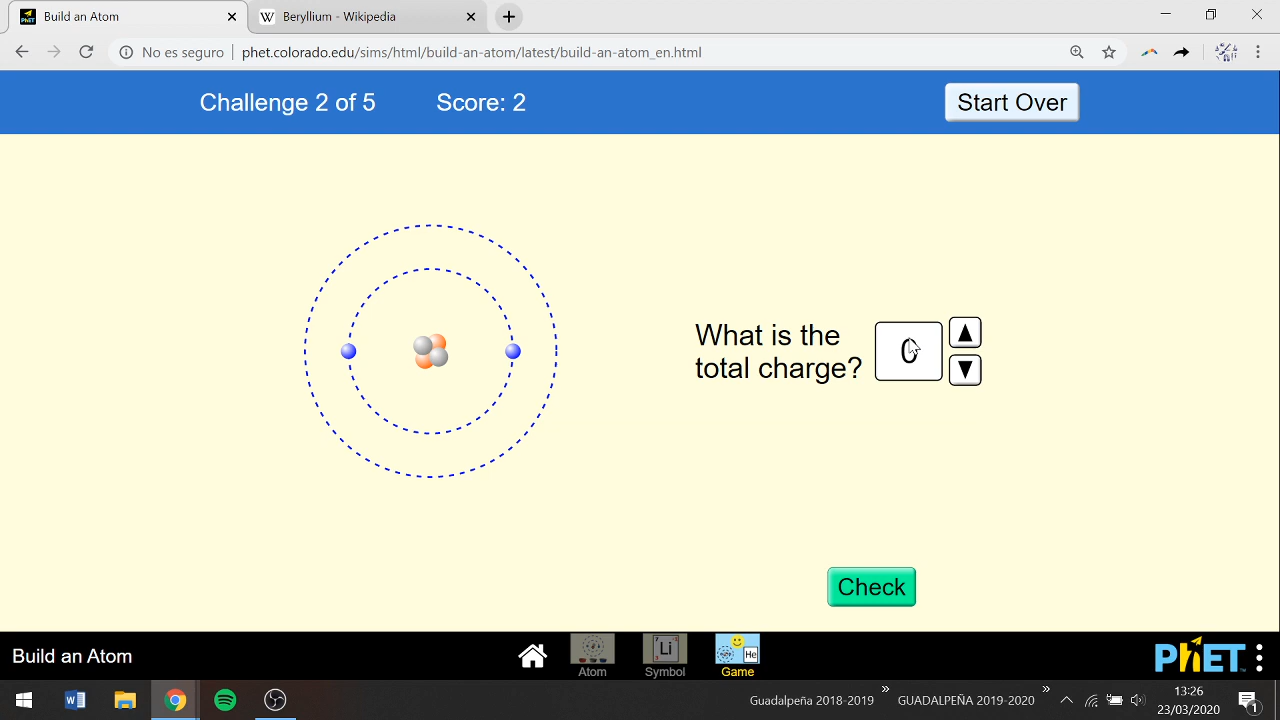 Build an Atom
Beryllium - Wikipedia
No es seguro
phet.colorado.edu/sims/html/build-an-atom/latest/build-an-atom_en.html
Challenge 2 of 5
Score: 2
Start Over
What is the
total charge?
0
Check
Build an Atom
Atom
Li
Symbol
He
Game
PhET
Guadalpeña 2018-2019
GUADALPEÑA 2019-2020
13:26
23/03/2020
1